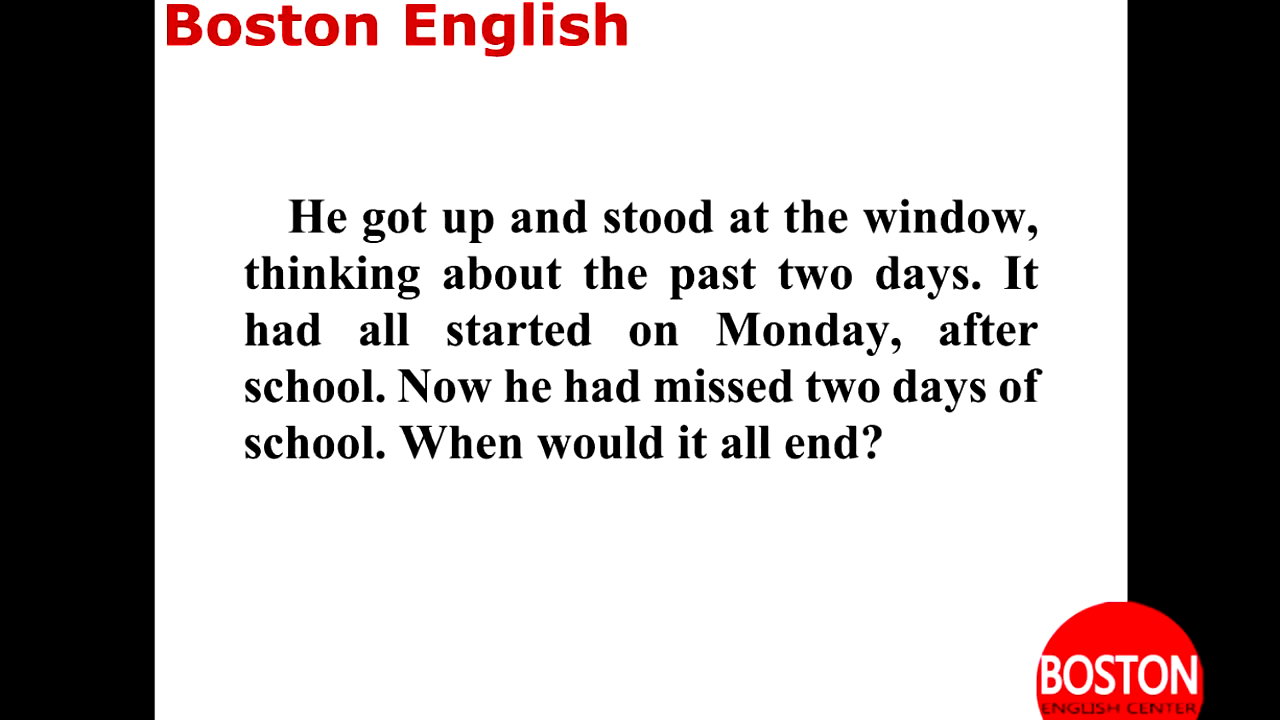 Boston English
He got up and stood at the window,
thinking about the past two days. It
had all started on Monday, after
school. Now he had missed two days of
school. When would it all end?
BOSTON
ENGLISH CENTER